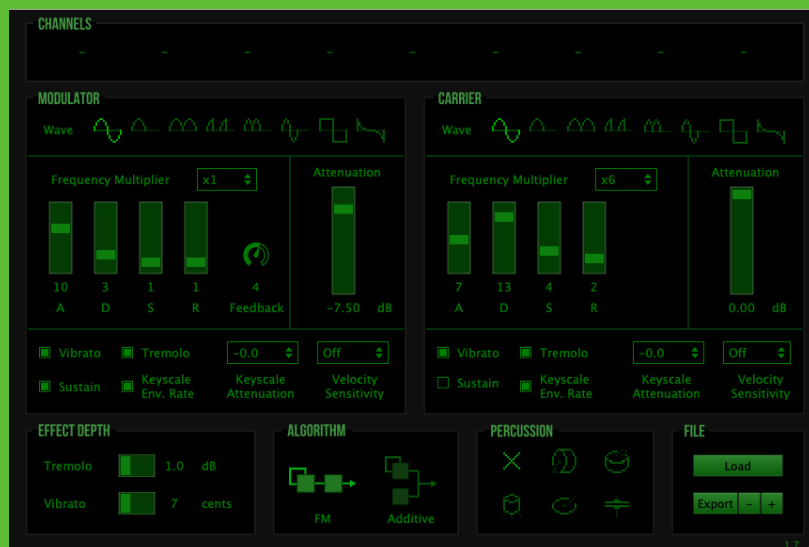 CHANNELS
– – – – – – – – –
MODULATOR
Wave
Frequency Multiplier x1
Attenuation
10 3 1 1 4
A D S R Feedback
-7.50 dB
Vibrato Tremolo -0.0 Off
Sustain Keyscale Env. Rate Keyscale Attenuation Velocity Sensitivity
CARRIER
Wave
Frequency Multiplier x6
Attenuation
7 13 4 2
A D S R
0.00 dB
Vibrato Tremolo -0.0 Off
Sustain Keyscale Env. Rate Keyscale Attenuation Velocity Sensitivity
EFFECT DEPTH
Tremolo 1.0 dB
Vibrato 7 cents
ALGORITHM
FM Additive
PERCUSSION
FILE
Load
Export - +
1.7